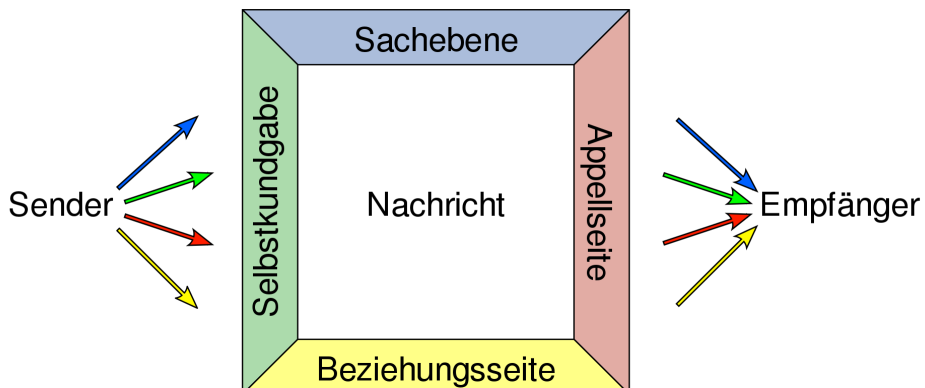 Sachebene
Selbstkundgabe
Appellseite
Sender
Nachricht
Empfänger
Beziehungsseite